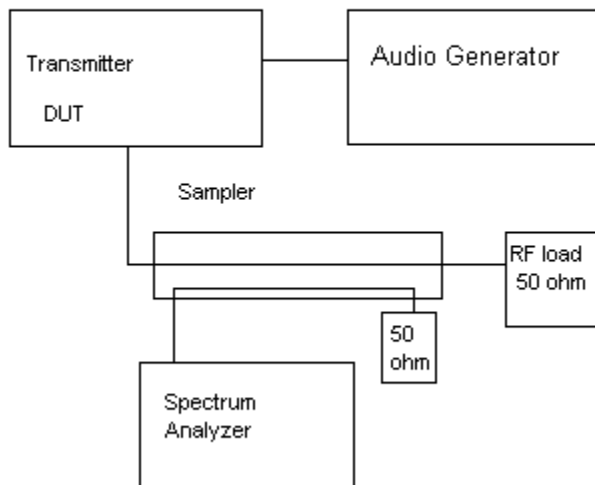 Transmitter
DUT
Audio Generator
Sampler
RF load
50 ohm
50
ohm
Spectrum
Analyzer